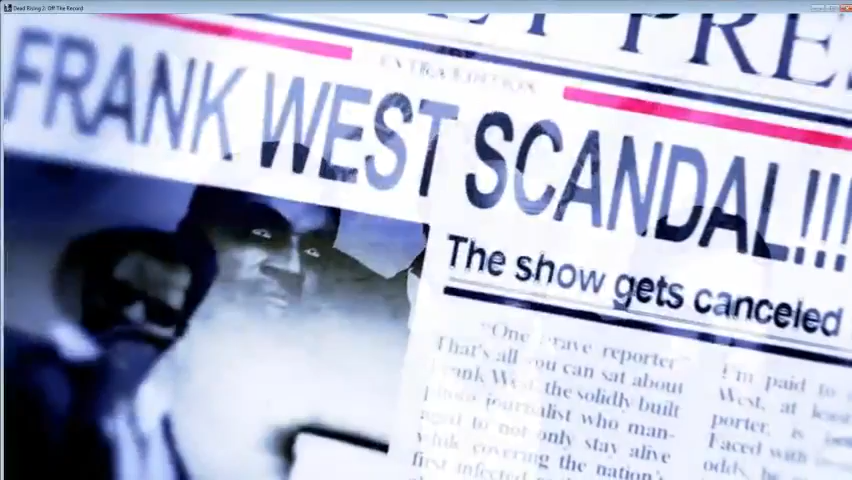 Dead Rising 2: Off The Record
PRE
EXTRA EDITION
FRANK WEST SCANDAL!!!
The show gets canceled
"One brave reporter"
That's all you can sat about
Frank West, the solidly built
photo journalist who man-
aged to not only stay alive
while covering the nation's
first infected
I'm paid to
West, at least
porter, is
Faced with
odds, he